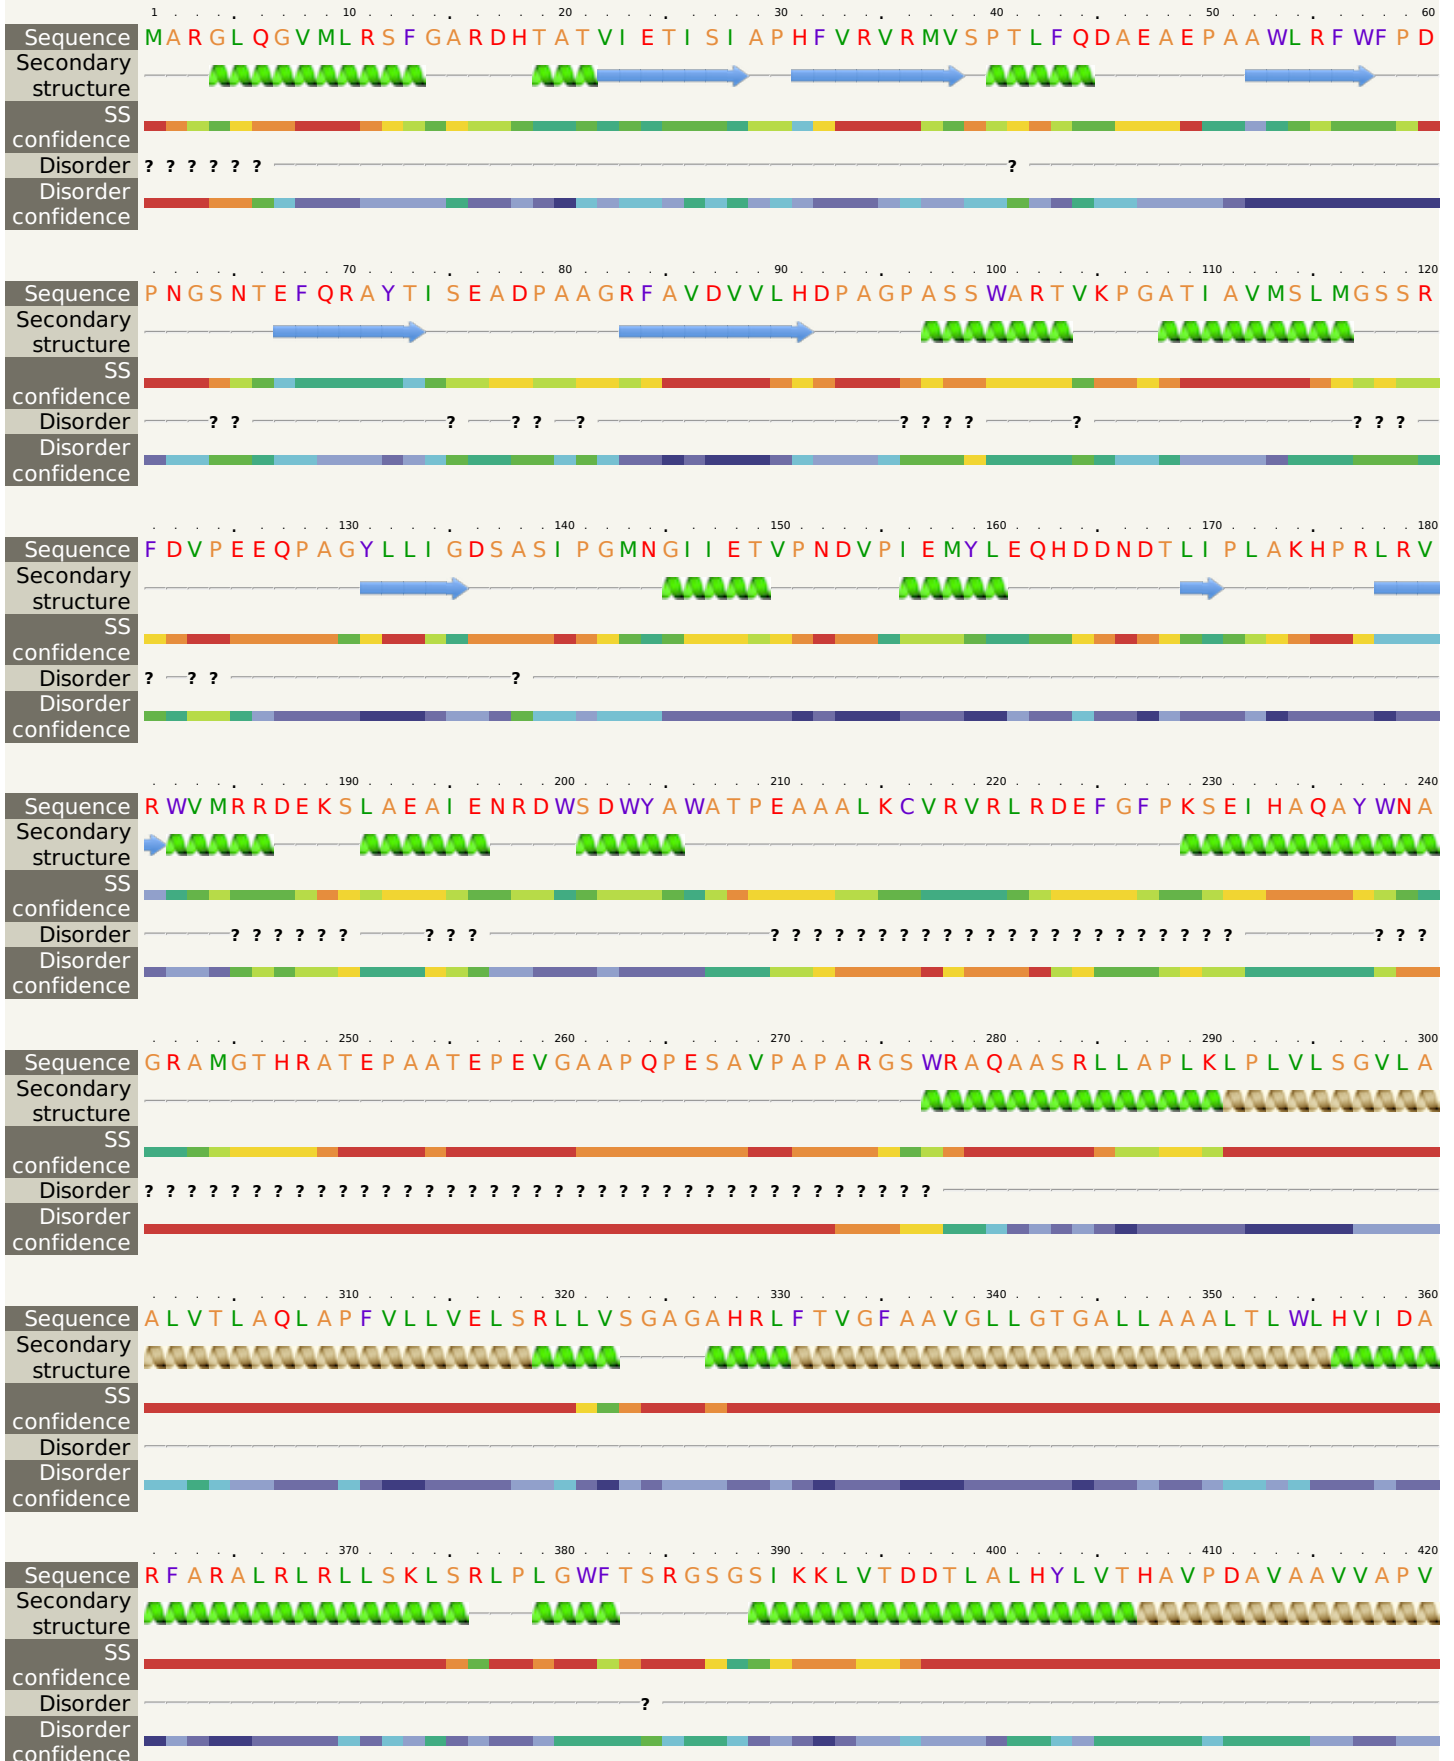 1 10 20 30 40 50 60
Sequence MARGLQGVMLRSFGARDHTATVIETISIAPHFVRVRMVSPTLFQDAEAEPAAWLRFWFPD
Secondary
structure
SS
confidence
Disorder ? ? ? ? ? ? ?
Disorder
confidence
70 80 90 100 110 120
Sequence PNGSNTEFQRAYTISEADPAAGRFAVDVVLHDPAGPASSWARTVKPGATIAVMSLMGSSR
Secondary
structure
SS
confidence
Disorder ? ? ? ? ? ? ? ? ? ? ? ? ? ?
Disorder
confidence
130 140 150 160 170 180
Sequence FDVPEEQPAGYLLIGDSASIPGMNGIIETVPNDVPIEMYLEQHDDNDTLIPLAKHPRLRV
Secondary
structure
SS
confidence
Disorder ? ? ? ?
Disorder
confidence
190 200 210 220 230 240
Sequence RWVMRRDEKSLAEAIENRDWSDWYAWATPEAAALKCVRVRLRDEFGFPKSEIHAQAYWNA
Secondary
structure
SS
confidence
Disorder ? ? ? ? ? ? ? ? ? ? ? ? ? ? ? ? ? ? ? ? ? ? ? ? ? ? ? ? ? ? ? ? ? ?
Disorder
confidence
250 260 270 280 290 300
Sequence GRAMGTHRATEPAATEPEVGAAPQPESAVPAPARGSWRAQAASRLLAPLKLPLVLSGVLA
Secondary
structure
SS
confidence
Disorder ? ? ? ? ? ? ? ? ? ? ? ? ? ? ? ? ? ? ? ? ? ? ? ? ? ? ? ? ? ? ? ? ? ? ? ? ?
Disorder
confidence
310 320 330 340 350 360
Sequence ALVTLAQLAPFVLLVELSRLLVSGAGAHRLFTVGFAAVGLLGTGALLAAALTLWLHVIDA
Secondary
structure
SS
confidence
Disorder
Disorder
confidence
370 380 390 400 410 420
Sequence RFARALRLRLLSKLSRLPLGWFTSRGSGSIKKLVTDDTLALHYLVTHAVPDAVAAVVAPV
Secondary
structure
SS
confidence
Disorder ?
Disorder
confidence